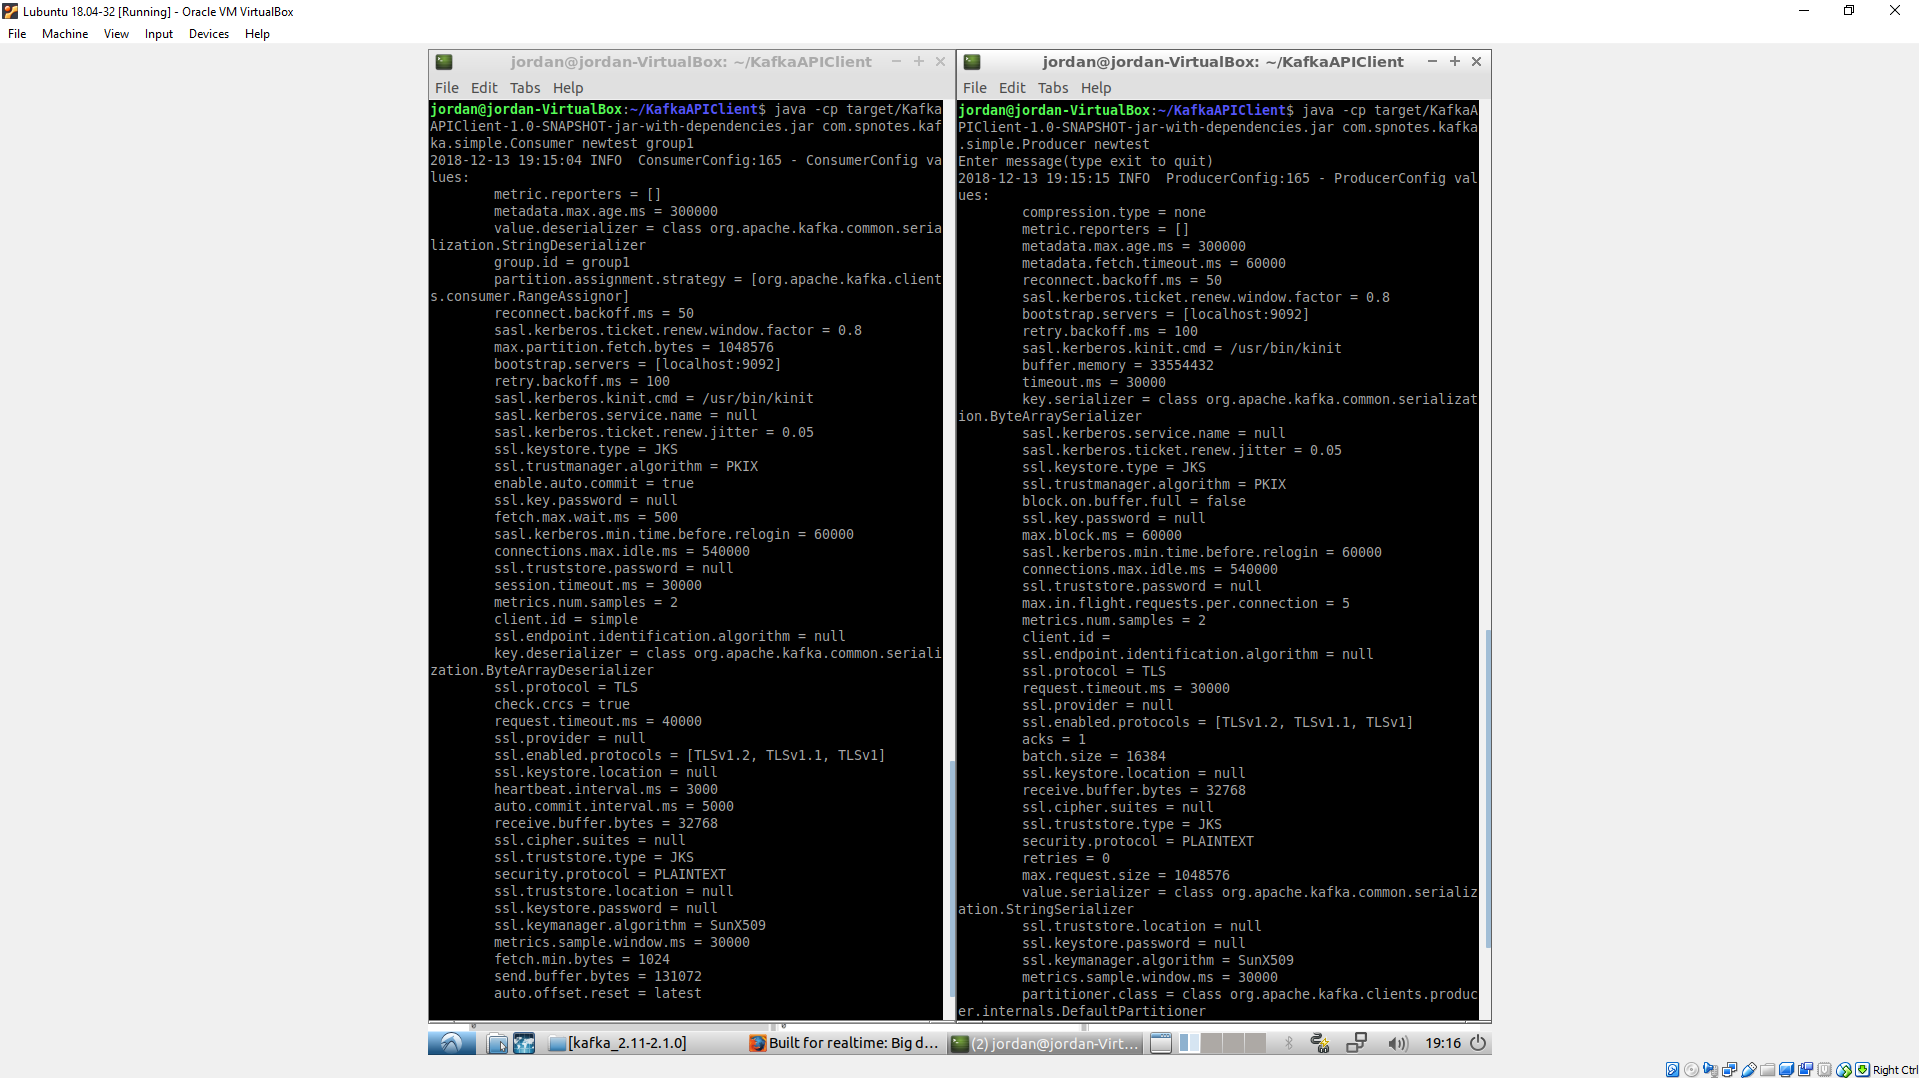 Lubuntu 18.04-32 [Running] - Oracle VM VirtualBox
File Machine View Input Devices Help
jordan@jordan-VirtualBox: ~/KafkaAPIClient
File Edit Tabs Help
jordan@jordan-VirtualBox:~/KafkaAPIClient$ java -cp target/Kafka
APIClient-1.0-SNAPSHOT-jar-with-dependencies.jar com.spnotes.kaf
ka.simple.Consumer newtest group1
2018-12-13 19:15:04 INFO  ConsumerConfig:165 - ConsumerConfig va
lues:
metric.reporters = []
metadata.max.age.ms = 300000
value.deserializer = class org.apache.kafka.common.seria
lization.StringDeserializer
group.id = group1
partition.assignment.strategy = [org.apache.kafka.client
s.consumer.RangeAssignor]
reconnect.backoff.ms = 50
sasl.kerberos.ticket.renew.window.factor = 0.8
max.partition.fetch.bytes = 1048576
bootstrap.servers = [localhost:9092]
retry.backoff.ms = 100
sasl.kerberos.kinit.cmd = /usr/bin/kinit
sasl.kerberos.service.name = null
sasl.kerberos.ticket.renew.jitter = 0.05
ssl.keystore.type = JKS
ssl.trustmanager.algorithm = PKIX
enable.auto.commit = true
ssl.key.password = null
fetch.max.wait.ms = 500
sasl.kerberos.min.time.before.relogin = 60000
connections.max.idle.ms = 540000
ssl.truststore.password = null
session.timeout.ms = 30000
metrics.num.samples = 2
client.id = simple
ssl.endpoint.identification.algorithm = null
key.deserializer = class org.apache.kafka.common.seriali
zation.ByteArrayDeserializer
ssl.protocol = TLS
check.crcs = true
request.timeout.ms = 40000
ssl.provider = null
ssl.enabled.protocols = [TLSv1.2, TLSv1.1, TLSv1]
ssl.keystore.location = null
heartbeat.interval.ms = 3000
auto.commit.interval.ms = 5000
receive.buffer.bytes = 32768
ssl.cipher.suites = null
ssl.truststore.type = JKS
security.protocol = PLAINTEXT
ssl.truststore.location = null
ssl.keystore.password = null
ssl.keymanager.algorithm = SunX509
metrics.sample.window.ms = 30000
fetch.min.bytes = 1024
send.buffer.bytes = 131072
auto.offset.reset = latest
jordan@jordan-VirtualBox: ~/KafkaAPIClient
File Edit Tabs Help
jordan@jordan-VirtualBox:~/KafkaAPIClient$ java -cp target/KafkaA
PIClient-1.0-SNAPSHOT-jar-with-dependencies.jar com.spnotes.kafka
.simple.Producer newtest
Enter message(type exit to quit)
2018-12-13 19:15:15 INFO  ProducerConfig:165 - ProducerConfig val
ues:
compression.type = none
metric.reporters = []
metadata.max.age.ms = 300000
metadata.fetch.timeout.ms = 60000
reconnect.backoff.ms = 50
sasl.kerberos.ticket.renew.window.factor = 0.8
bootstrap.servers = [localhost:9092]
retry.backoff.ms = 100
sasl.kerberos.kinit.cmd = /usr/bin/kinit
buffer.memory = 33554432
timeout.ms = 30000
key.serializer = class org.apache.kafka.common.serializat
ion.ByteArraySerializer
sasl.kerberos.service.name = null
sasl.kerberos.ticket.renew.jitter = 0.05
ssl.keystore.type = JKS
ssl.trustmanager.algorithm = PKIX
block.on.buffer.full = false
ssl.key.password = null
max.block.ms = 60000
sasl.kerberos.min.time.before.relogin = 60000
connections.max.idle.ms = 540000
ssl.truststore.password = null
max.in.flight.requests.per.connection = 5
metrics.num.samples = 2
client.id =
ssl.endpoint.identification.algorithm = null
ssl.protocol = TLS
request.timeout.ms = 30000
ssl.provider = null
ssl.enabled.protocols = [TLSv1.2, TLSv1.1, TLSv1]
acks = 1
batch.size = 16384
ssl.keystore.location = null
receive.buffer.bytes = 32768
ssl.cipher.suites = null
ssl.truststore.type = JKS
security.protocol = PLAINTEXT
retries = 0
max.request.size = 1048576
value.serializer = class org.apache.kafka.common.serializ
ation.StringSerializer
ssl.truststore.location = null
ssl.keystore.password = null
ssl.keymanager.algorithm = SunX509
metrics.sample.window.ms = 30000
partitioner.class = class org.apache.kafka.clients.produc
er.internals.DefaultPartitioner
[kafka_2.11-2.1.0] Built for realtime: Big d... (2) jordan@jordan-Virt... 19:16
Right Ctrl